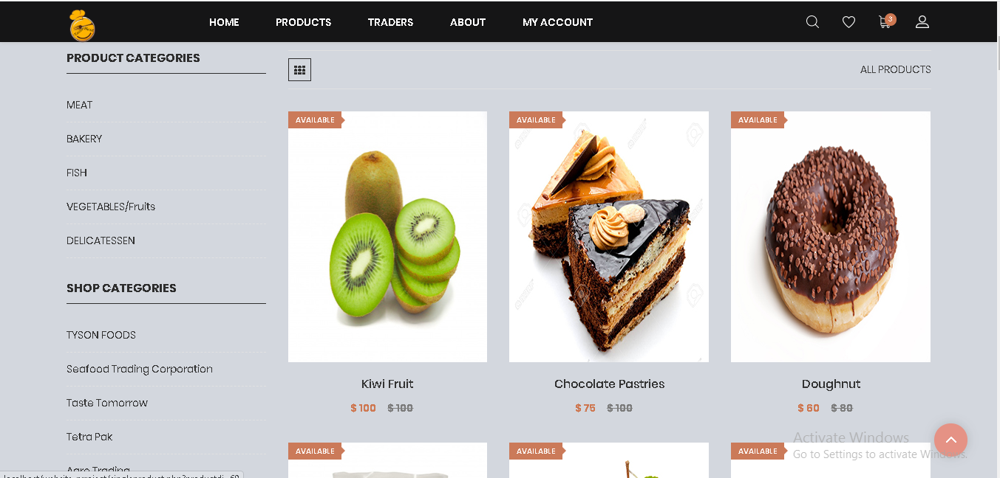 HOME PRODUCTS TRADERS ABOUT MY ACCOUNT 3
PRODUCT CATEGORIES
MEAT
BAKERY
FISH
VEGETABLES/Fruits
DELICATESSEN
SHOP CATEGORIES
TYSON FOODS
Seafood Trading Corporation
Taste Tomorrow
Tetra Pak
Agro Trading
ALL PRODUCTS
AVAILABLE AVAILABLE AVAILABLE
Kiwi Fruit Chocolate Pastries Doughnut
$ 100 $ 100 $ 75 $ 100 $ 60 $ 80
AVAILABLE AVAILABLE AVAILABLE
Activate Windows
Go to Settings to activate Windows.